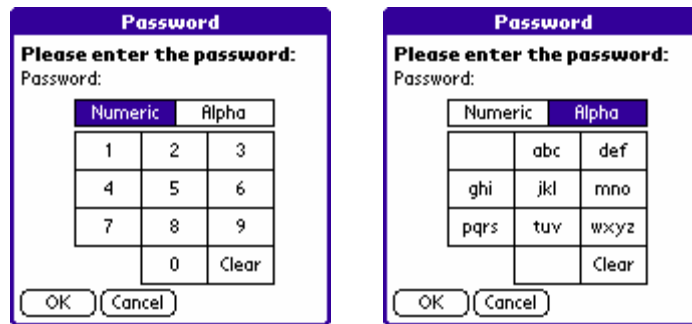 Password
Please enter the password:
Password:
Numeric Alpha
1 2 3
4 5 6
7 8 9
0 Clear
OK Cancel
Password
Please enter the password:
Password:
Numeric Alpha
abc def
ghi jkl mno
pqrs tuv wxyz
Clear
OK Cancel